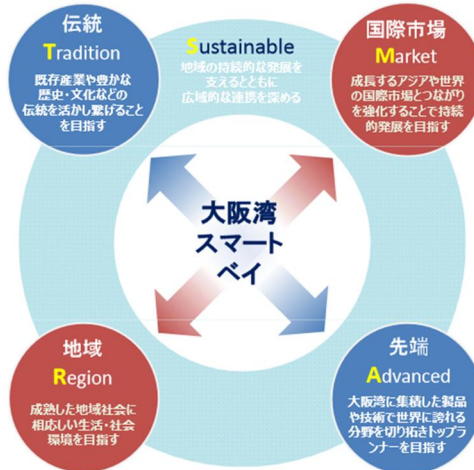 伝統
Tradition
既存産業や豊かな
歴史・文化などの
伝統を活かし繋げること
を目指す
Sustainable
地域の持続的な発展を
支えるとともに
広域的な連携を深める
国際市場
Market
成長するアジアや世界
の国際市場とつながり
を強化することで持続
的発展を目指す
大阪湾
スマート
ベイ
地域
Region
成熟した地域社会に
相応しい生活・社会
環境を目指す
先端
Advanced
大阪湾に集積した製品
や技術で世界に誇れる
分野を切り拓きトップラ
ンナーを目指す